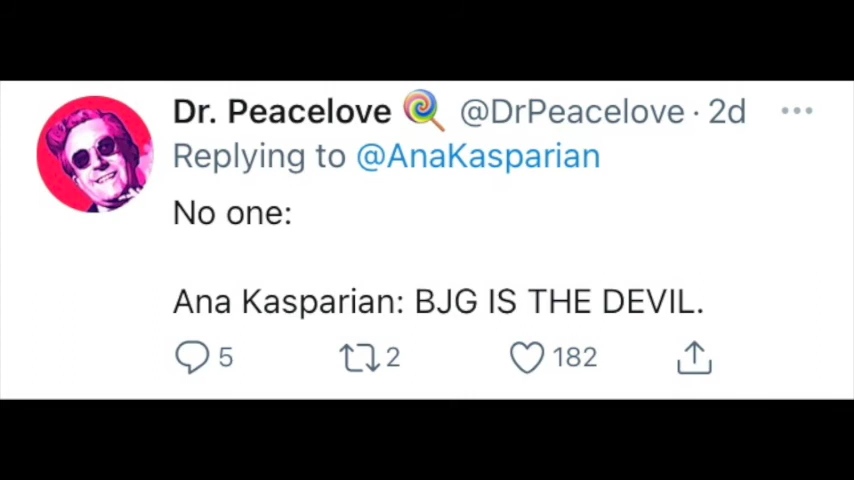 Dr. Peacelove 🍭 @DrPeacelove · 2d
Replying to @AnaKasparian
No one:
Ana Kasparian: BJG IS THE DEVIL.
5 2 182